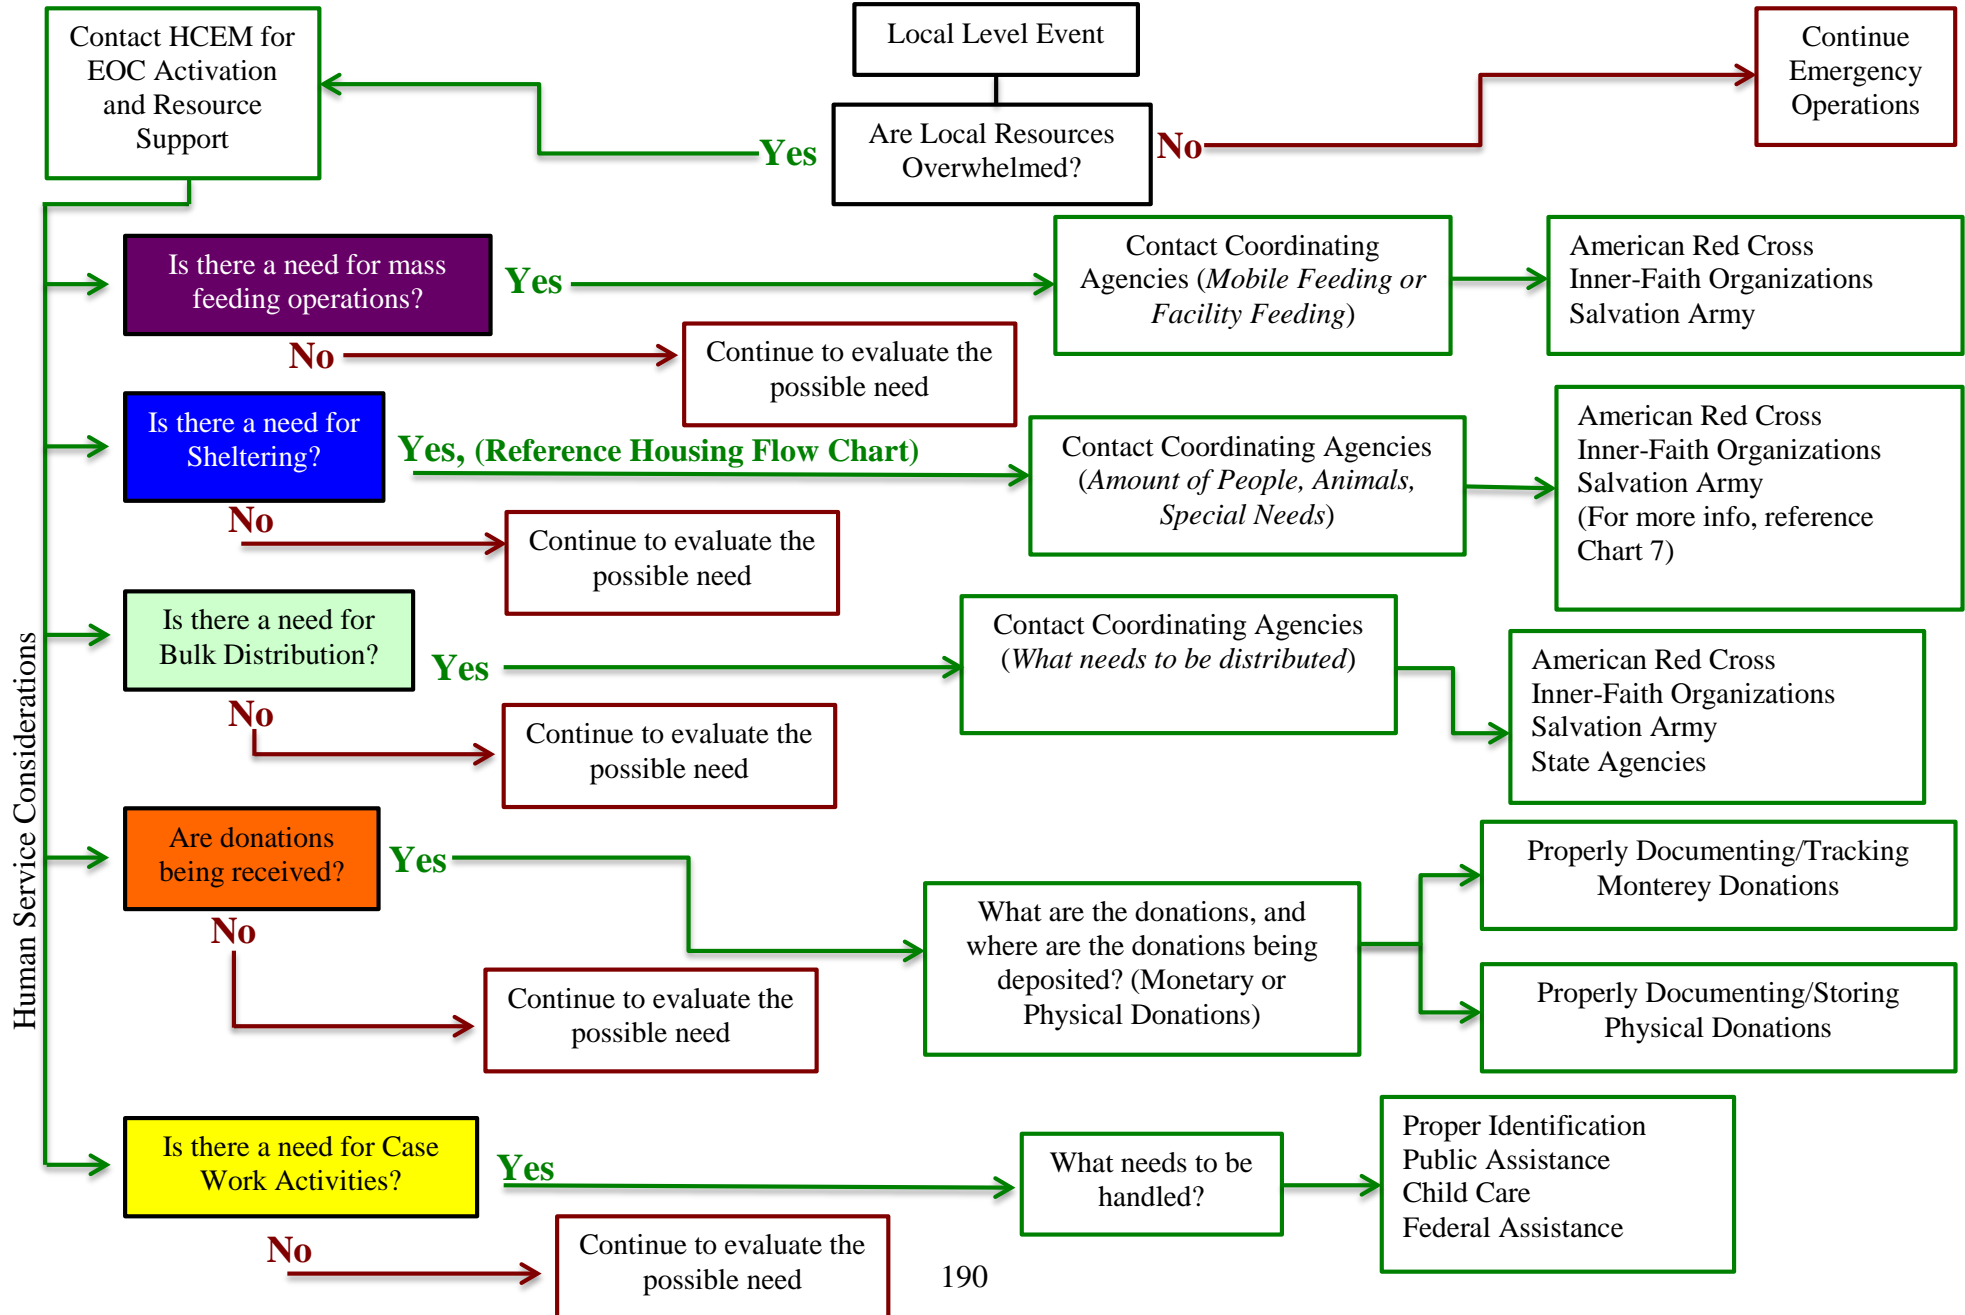 Contact HCEM for
EOC Activation
and Resource
Support
Local Level Event
Continue
Emergency
Operations
Yes
Are Local Resources
Overwhelmed?
No
Human Service Considerations
Is there a need for mass
feeding operations?
Yes
Contact Coordinating
Agencies (Mobile Feeding or
Facility Feeding)
American Red Cross
Inner-Faith Organizations
Salvation Army
No
Continue to evaluate the
possible need
Is there a need for
Sheltering?
Yes, (Reference Housing Flow Chart)
Contact Coordinating Agencies
(Amount of People, Animals,
Special Needs)
American Red Cross
Inner-Faith Organizations
Salvation Army
(For more info, reference
Chart 7)
No
Continue to evaluate the
possible need
Is there a need for
Bulk Distribution?
Yes
Contact Coordinating Agencies
(What needs to be distributed)
American Red Cross
Inner-Faith Organizations
Salvation Army
State Agencies
No
Continue to evaluate the
possible need
Are donations
being received?
Yes
What are the donations, and
where are the donations being
deposited? (Monetary or
Physical Donations)
Properly Documenting/Tracking
Monterey Donations
Properly Documenting/Storing
Physical Donations
No
Continue to evaluate the
possible need
Is there a need for Case
Work Activities?
Yes
What needs to be
handled?
Proper Identification
Public Assistance
Child Care
Federal Assistance
No
Continue to evaluate the
possible need
190